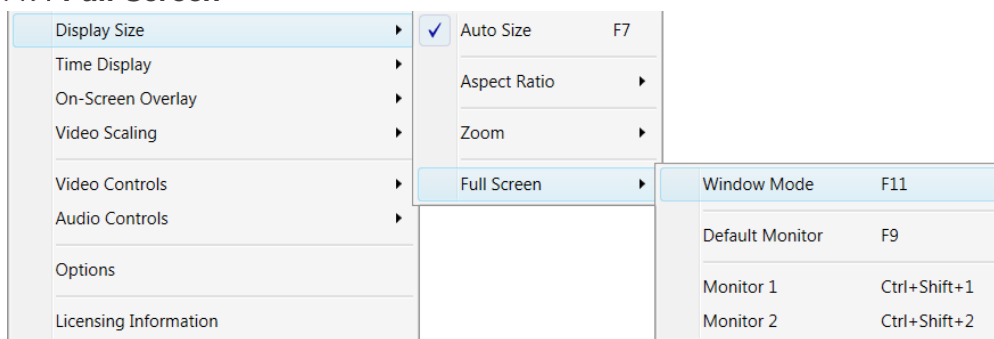 Full Screen
Display Size
Time Display
On-Screen Overlay
Video Scaling
Video Controls
Audio Controls
Options
Licensing Information
Auto Size F7
Aspect Ratio
Zoom
Full Screen
Window Mode F11
Default Monitor F9
Monitor 1 Ctrl+Shift+1
Monitor 2 Ctrl+Shift+2